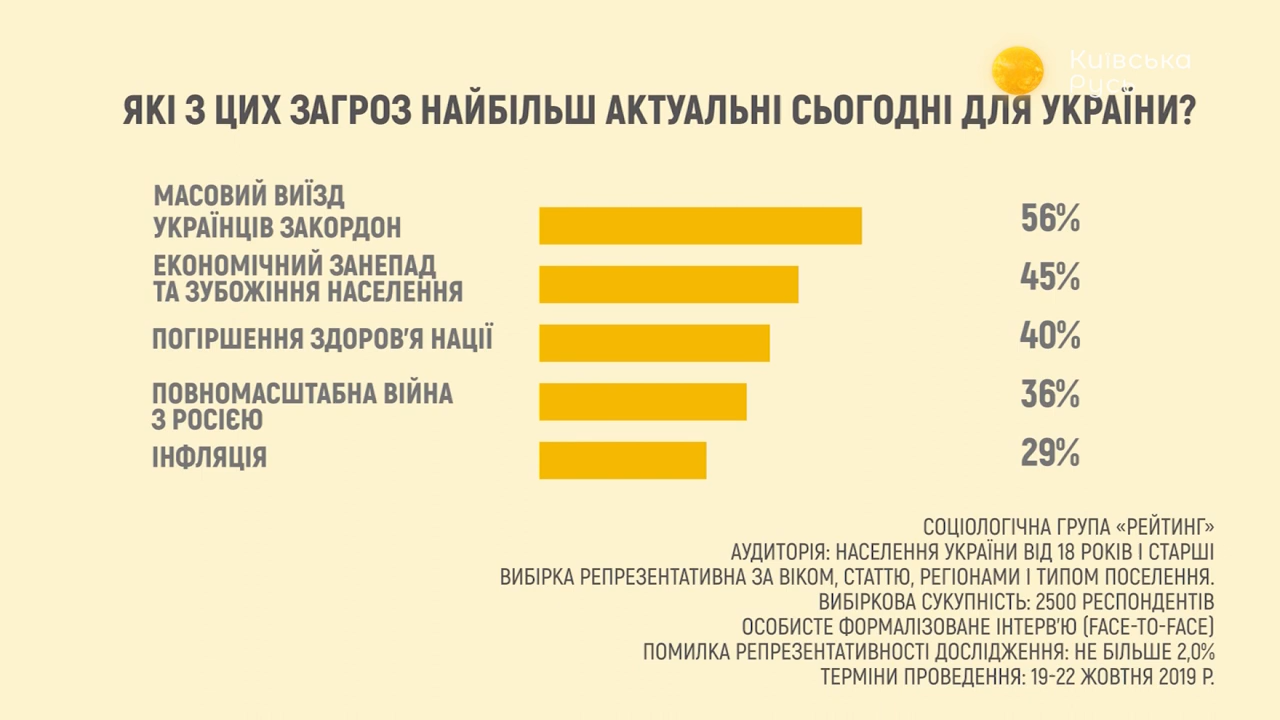 Київська
Русь
ЯКІ З ЦИХ ЗАГРОЗ НАЙБІЛЬШ АКТУАЛЬНІ СЬОГОДНІ ДЛЯ УКРАЇНИ?
МАСОВИЙ ВИЇЗД
УКРАЇНЦІВ ЗАКОРДОН
56%
ЕКОНОМІЧНИЙ ЗАНЕПАД
ТА ЗУБОЖІННЯ НАСЕЛЕННЯ
45%
ПОГІРШЕННЯ ЗДОРОВ'Я НАЦІЇ
40%
ПОВНОМАСШТАБНА ВІЙНА
З РОСІЄЮ
36%
ІНФЛЯЦІЯ
29%
СОЦІОЛОГІЧНА ГРУПА «РЕЙТИНГ»
АУДИТОРІЯ: НАСЕЛЕННЯ УКРАЇНИ ВІД 18 РОКІВ І СТАРШІ
ВИБІРКА РЕПРЕЗЕНТАТИВНА ЗА ВІКОМ, СТАТТЮ, РЕГІОНАМИ І ТИПОМ ПОСЕЛЕННЯ.
ВИБІРКОВА СУКУПНІСТЬ: 2500 РЕСПОНДЕНТІВ
ОСОБИСТЕ ФОРМАЛІЗОВАНЕ ІНТЕРВ'Ю (FACE-TO-FACE)
ПОМИЛКА РЕПРЕЗЕНТАТИВНОСТІ ДОСЛІДЖЕННЯ: НЕ БІЛЬШЕ 2,0%
ТЕРМІНИ ПРОВЕДЕННЯ: 19-22 ЖОВТНЯ 2019 Р.